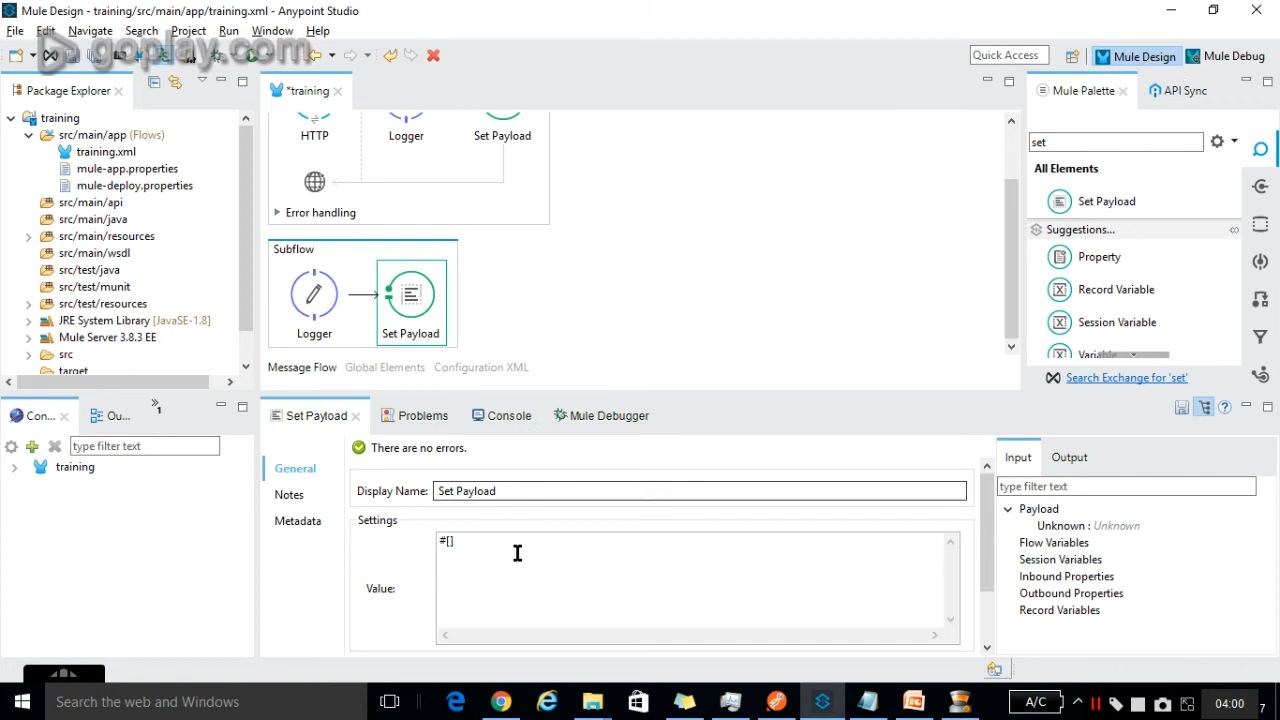 Mule Design - training/src/main/app/training.xml - Anypoint Studio
File Edit Navigate Search Project Run Window Help
goplay.com
Quick Access
Mule Design
Mule Debug
Package Explorer
training
src/main/app (Flows)
training.xml
mule-app.properties
mule-deploy.properties
src/main/api
src/main/java
src/main/resources
src/main/wsdl
src/test/java
src/test/munit
src/test/resources
JRE System Library [JavaSE-1.8]
Mule Server 3.8.3 EE
src
target
*training
HTTP
Logger
Set Payload
Error handling
Subflow
Logger
Set Payload
Message Flow Global Elements Configuration XML
Mule Palette
API Sync
set
All Elements
Set Payload
Suggestions...
Property
Record Variable
Session Variable
Variable
Search Exchange for 'set'
Con...
Ou...
1
type filter text
training
Set Payload
Problems
Console
Mule Debugger
There are no errors.
General
Notes
Metadata
Display Name: Set Payload
Settings
#[]
Value:
Input
Output
type filter text
Payload
Unknown : Unknown
Flow Variables
Session Variables
Inbound Properties
Outbound Properties
Record Variables
Search the web and Windows
A/C
04:00
7